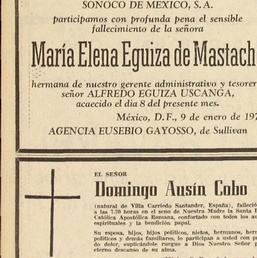 SONOCO DE MEXICO, S.A.
participamos con profunda pena el sensible
fallecimiento de la señora
María Elena Eguiza de Mastach
hermana de nuestro gerente administrativo y tesorer
señor ALFREDO EGUIZA USCANGA,
acaecido el día 8 del presente mes.
México, D.F., 9 de enero de 197
AGENCIA EUSEBIO GAYOSSO, de Sullivan
EL SEÑOR
Domingo Ausín Cobo
(natural de Villa Carriedo Santander, España), falleció
a las 7.30 horas en el seno de Nuestra Madre la Santa I
Católica Apostólica Romana, confortado con todos los au
espirituales y la bendición papal.
Su esposa, hijos, hijos políticos, nietos, hermanos, herm
políticos y demás familiares, lo participan a usted con p
do dolor, suplicándole ruegue a Dios Nuestro Señor p
eterno descanso de su alma.